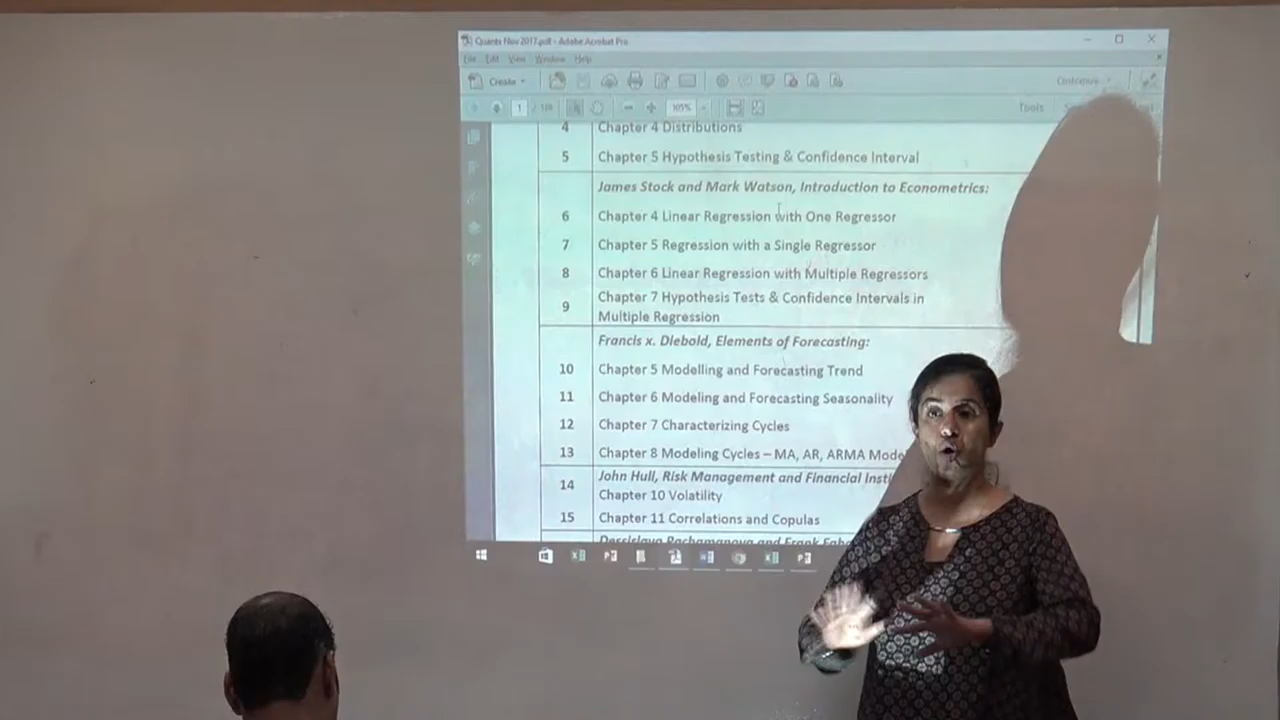 Quants Nov 2017.pdf - Adobe Acrobat Pro
File Edit View Window Help
Create
1
105%
Tools
4 Chapter 4 Distributions
5 Chapter 5 Hypothesis Testing & Confidence Interval
James Stock and Mark Watson, Introduction to Econometrics:
6 Chapter 4 Linear Regression with One Regressor
7 Chapter 5 Regression with a Single Regressor
8 Chapter 6 Linear Regression with Multiple Regressors
9 Chapter 7 Hypothesis Tests & Confidence Intervals in
Multiple Regression
Francis x. Diebold, Elements of Forecasting:
10 Chapter 5 Modelling and Forecasting Trend
11 Chapter 6 Modeling and Forecasting Seasonality
12 Chapter 7 Characterizing Cycles
13 Chapter 8 Modeling Cycles – MA, AR, ARMA Mode
John Hull, Risk Management and Financial Insti
14 Chapter 10 Volatility
15 Chapter 11 Correlations and Copulas